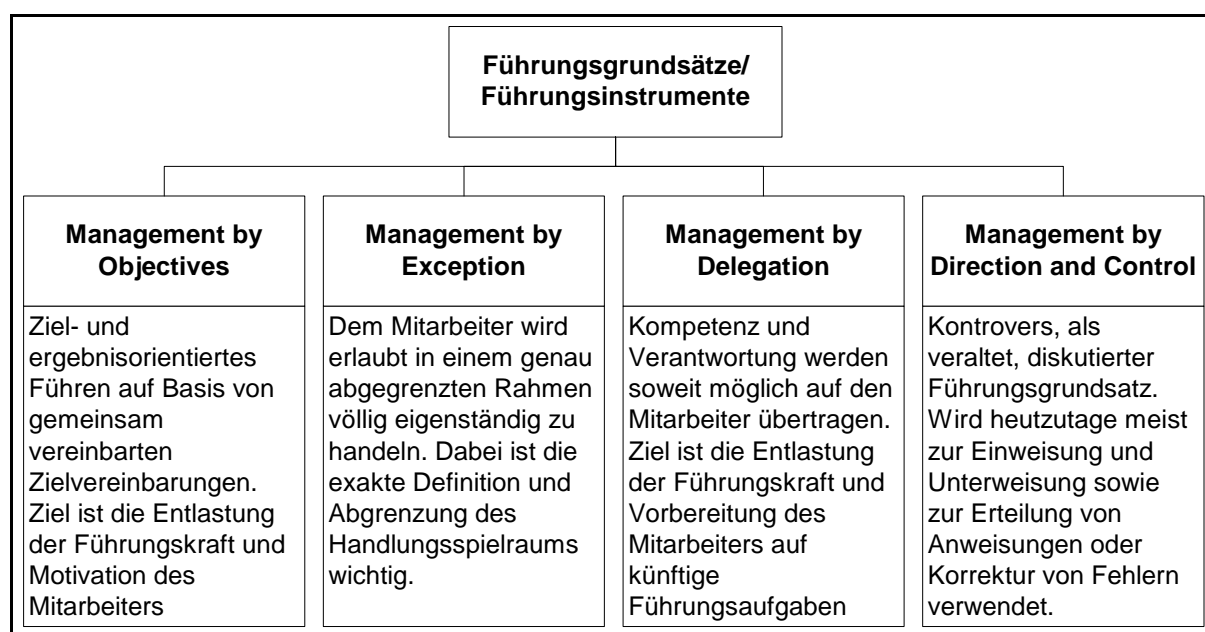 Führungsgrundsätze/
Führungsinstrumente
Management by
Objectives
Ziel- und
ergebnisorientiertes
Führen auf Basis von
gemeinsam
vereinbarten
Zielvereinbarungen.
Ziel ist die Entlastung
der Führungskraft und
Motivation des
Mitarbeiters
Management by
Exception
Dem Mitarbeiter wird
erlaubt in einem genau
abgegrenzten Rahmen
völlig eigenständig zu
handeln. Dabei ist die
exakte Definition und
Abgrenzung des
Handlungsspielraums
wichtig.
Management by
Delegation
Kompetenz und
Verantwortung werden
soweit möglich auf den
Mitarbeiter übertragen.
Ziel ist die Entlastung
der Führungskraft und
Vorbereitung des
Mitarbeiters auf
künftige
Führungsaufgaben
Management by
Direction and Control
Kontrovers, als
veraltet, diskutierter
Führungsgrundsatz.
Wird heutzutage meist
zur Einweisung und
Unterweisung sowie
zur Erteilung von
Anweisungen oder
Korrektur von Fehlern
verwendet.